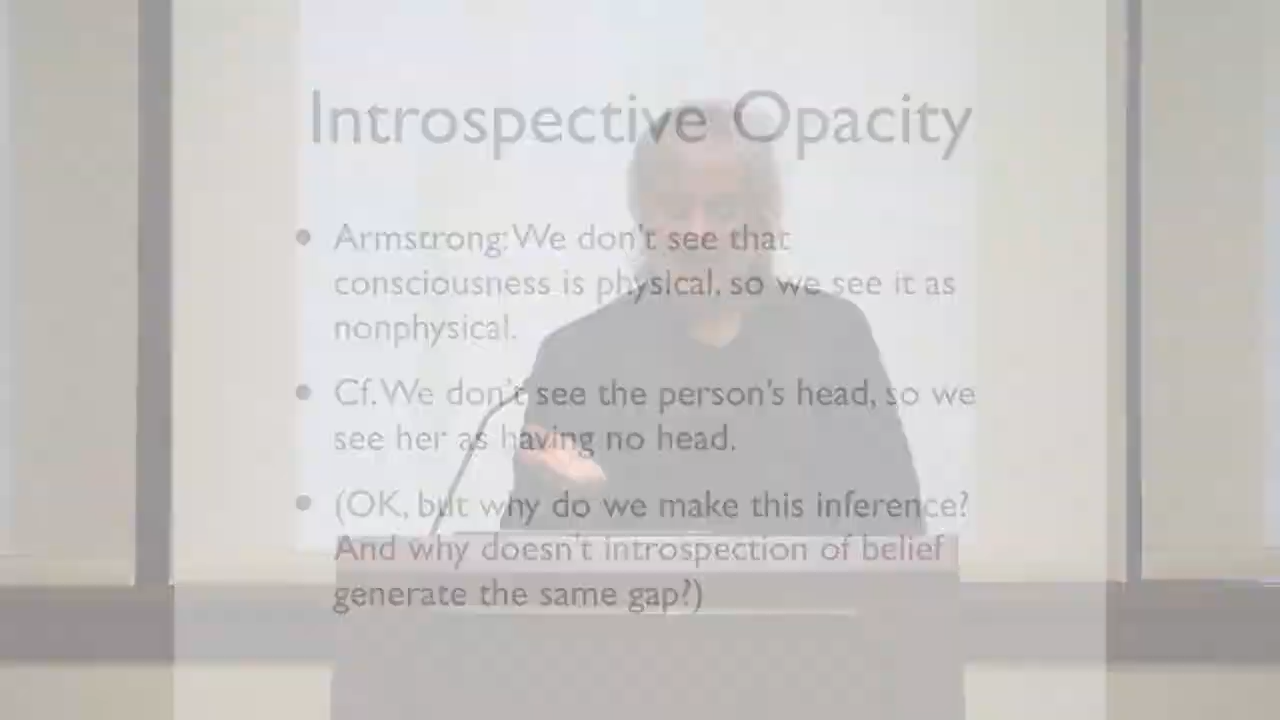 Introspective Opacity
• Armstrong: We don't see that
consciousness is physical, so we see it as
nonphysical.
• Cf. We don't see the person's head, so we
see her as having no head.
• (OK, but why do we make this inference?
And why doesn't introspection of belief
generate the same gap?)